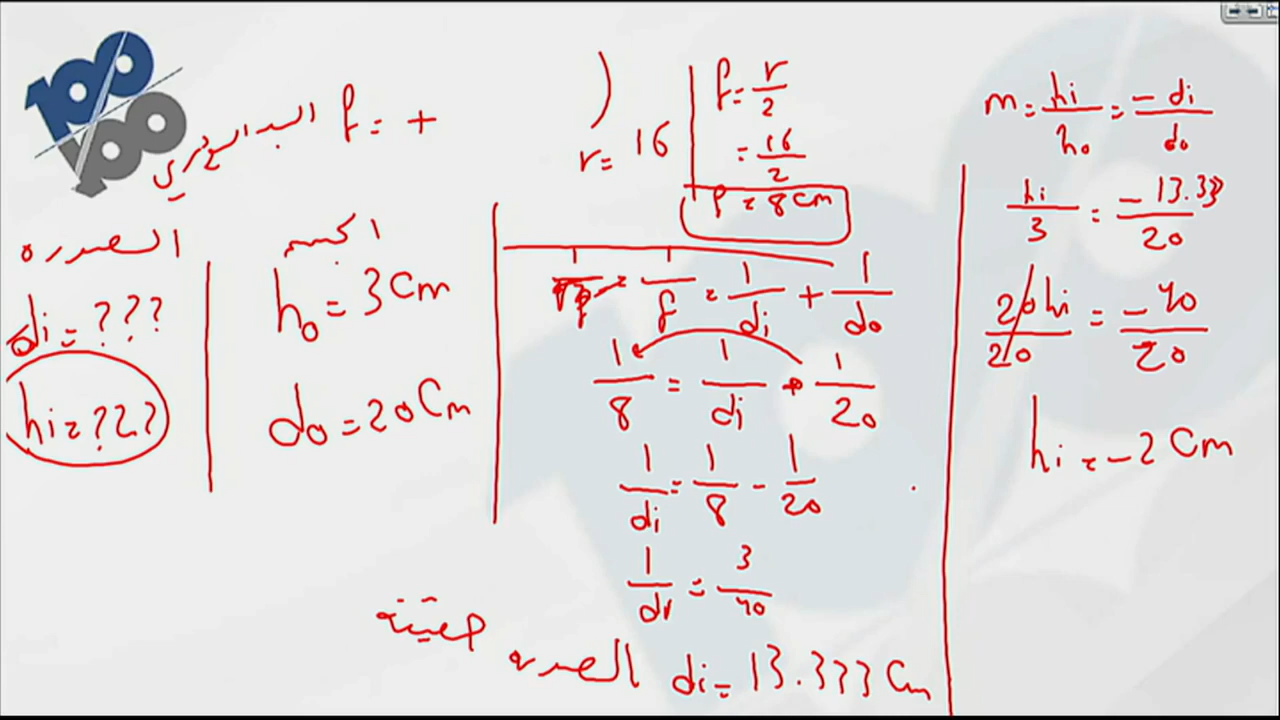 100
100
f = +
)
r = 16
f = r/2
= 16/2
f = 8 cm
الصورة
di = ???
hi = ???
الجسم
ho = 3 cm
do = 20 cm
1/f = 1/di + 1/do
1/8 = 1/di + 1/20
1/di = 1/8 - 1/20
1/di = 3/40
di = 13.333 cm
الصورة
حقيقية
m = hi/ho = -di/do
hi/3 = -13.33/20
20hi/20 = -40/20
hi = -2 cm